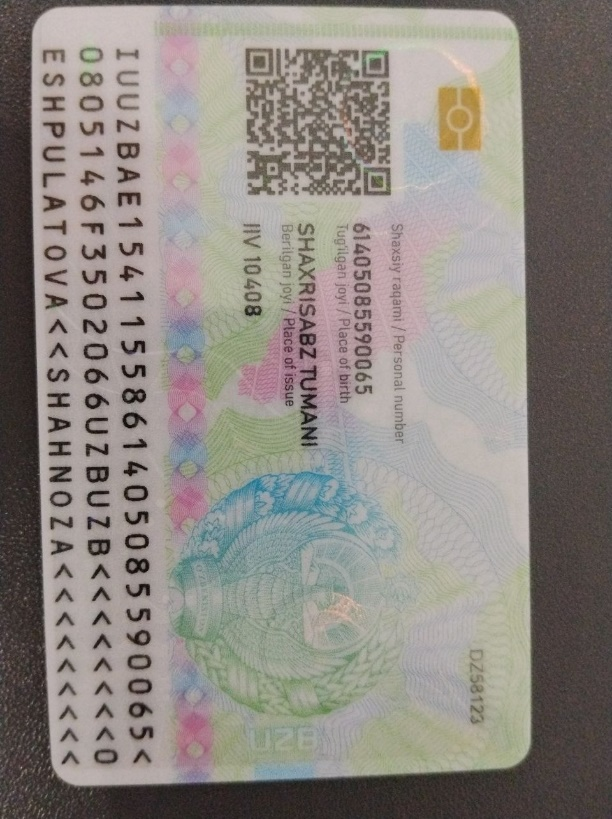 Shaxsiy raqami / Personal number
61405085590065
Tug'ilgan joyi / Place of birth
SHAXRISABZ TUMANI
Berilgan joyi / Place of issue
IIV 10408
DZ58123
UZB
IUUZBAE1541155861405085590065<
0805146F3502066UZBUZB<<<<<<<<0
ESHPULATOVA<<SHAHNOZA<<<<<<<<<